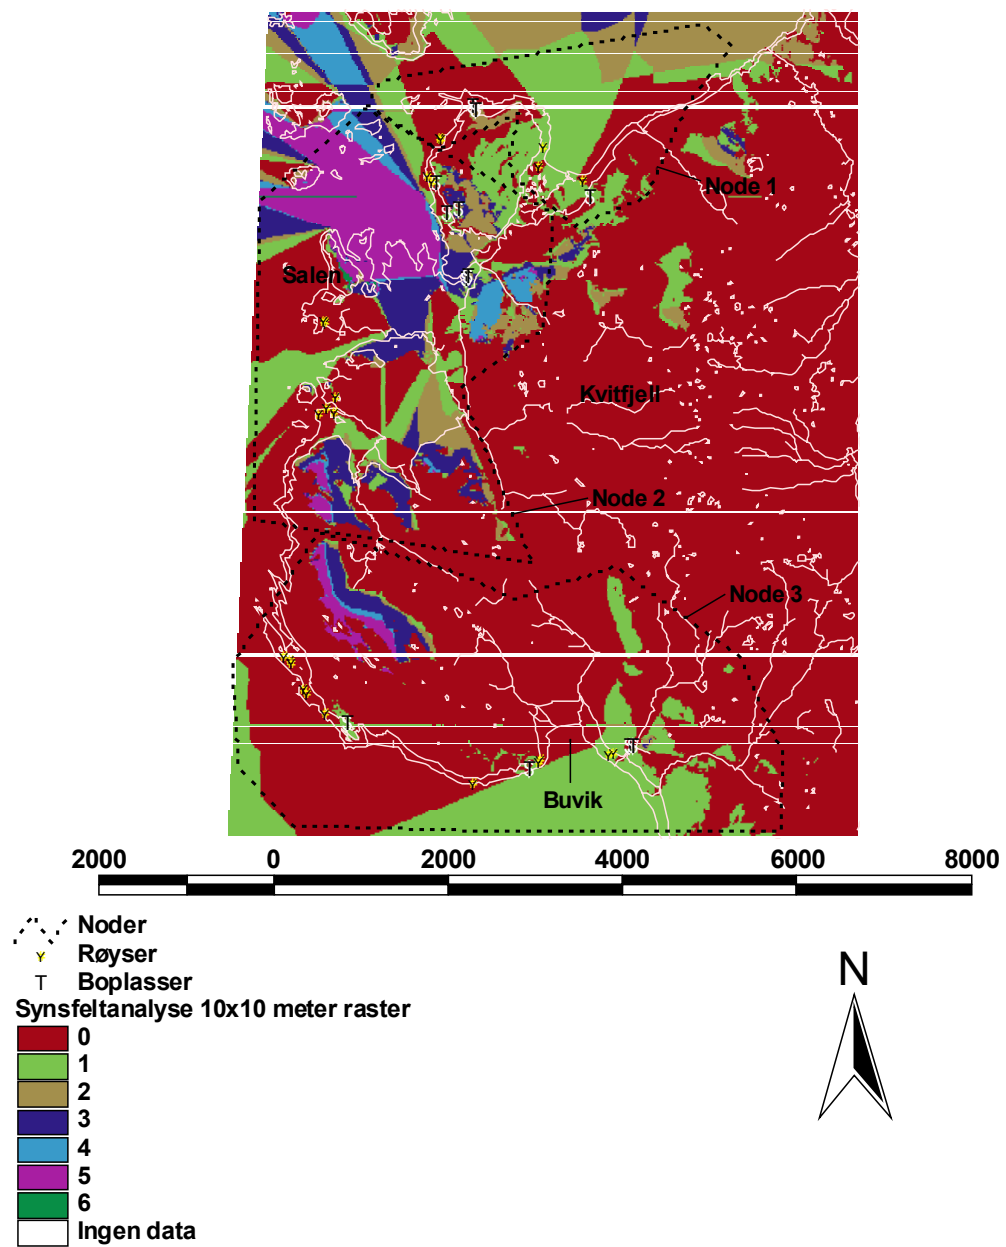 Node 1
Salen
Kvitfjell
Node 2
Node 3
Buvik
2000 0 2000 4000 6000 8000
Noder
Røyser
Boplasser
Synsfeltanalyse 10x10 meter raster
0
1
2
3
4
5
6
Ingen data
N